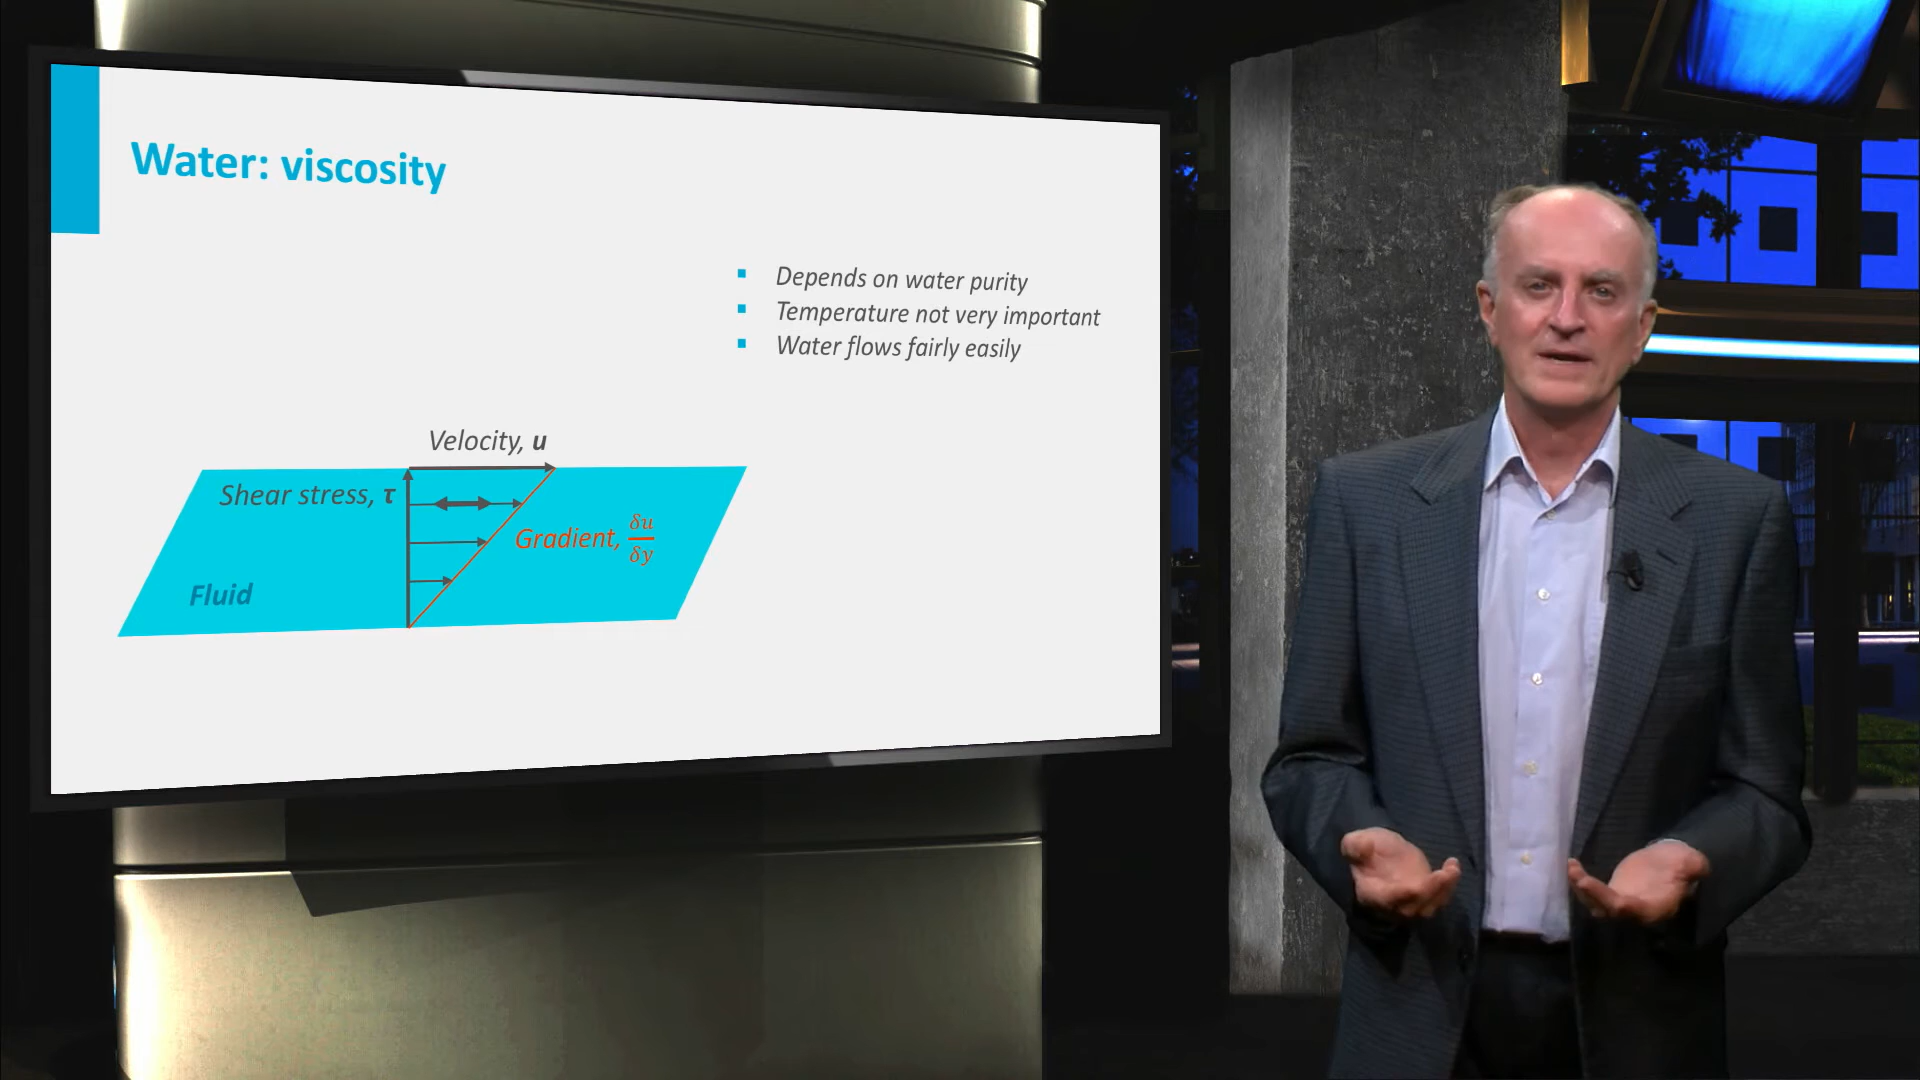 Water: viscosity
Depends on water purity
Temperature not very important
Water flows fairly easily
Velocity, u
Shear stress, τ
Gradient, δu/δy
Fluid